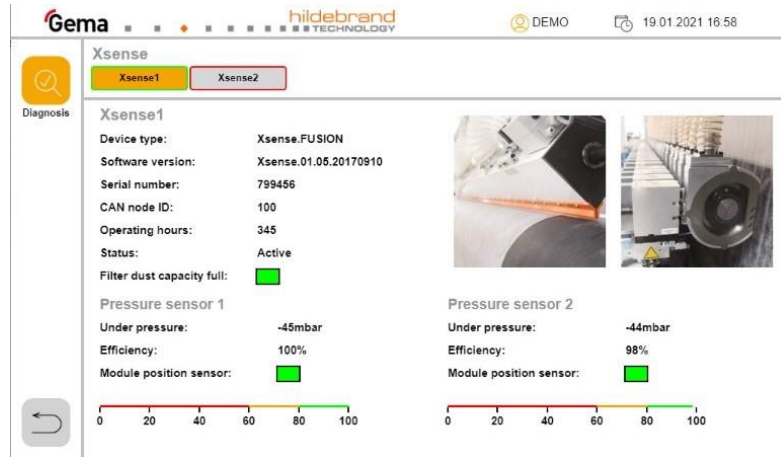 Gema
hildebrand
TECHNOLOGY
DEMO
19.01.2021 16:58
Diagnosis
Xsense
Xsense1 Xsense2
Xsense1
Device type: Xsense.FUSION
Software version: Xsense.01.05.20170910
Serial number: 799456
CAN node ID: 100
Operating hours: 345
Status: Active
Filter dust capacity full:
Pressure sensor 1
Under pressure: -45mbar
Efficiency: 100%
Module position sensor:
0 20 40 60 80 100
Pressure sensor 2
Under pressure: -44mbar
Efficiency: 98%
Module position sensor:
0 20 40 60 80 100